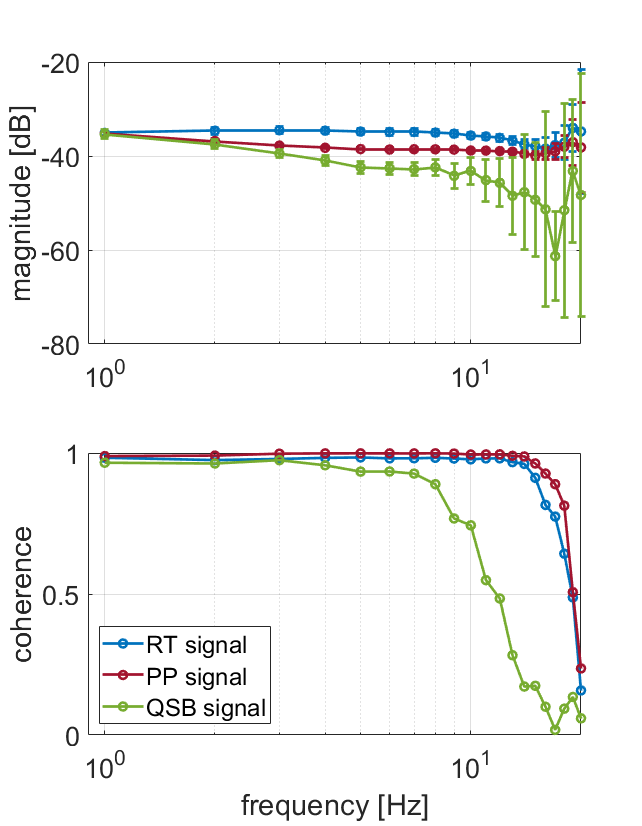 -20
-40
-60
-80
magnitude [dB]
10^0
10^1
1
0.5
0
coherence
RT signal
PP signal
QSB signal
10^0
10^1
frequency [Hz]